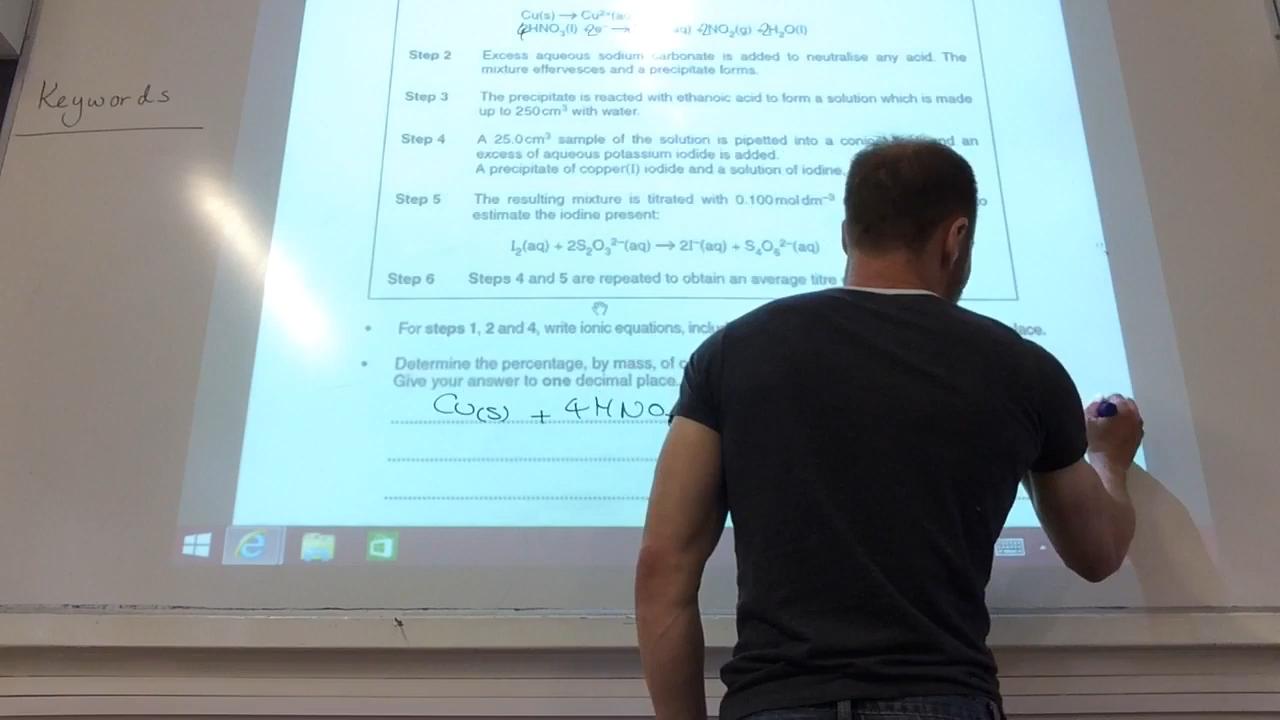 Keywords
Cu(s) → Cu²⁺(aq
4HNO₃(l) 2e⁻ → aq) +2NO₂(g) +2H₂O(l)
Step 2 Excess aqueous sodium carbonate is added to neutralise any acid. The
mixture effervesces and a precipitate forms.
Step 3 The precipitate is reacted with ethanoic acid to form a solution which is made
up to 250 cm³ with water.
Step 4 A 25.0 cm³ sample of the solution is pipetted into a and an
excess of aqueous potassium iodide is added.
A precipitate of copper(I) iodide and a solution of iodine,
Step 5 The resulting mixture is titrated with 0.100 mol dm⁻³
estimate the iodine present:
I₂(aq) + 2S₂O₃²⁻(aq) → 2I⁻(aq) + S₄O₆²⁻(aq)
Step 6 Steps 4 and 5 are repeated to obtain an average titre
• For steps 1, 2 and 4, write ionic equations,
• Determine the percentage, by mass, of
Give your answer to one decimal place.
Cu(s) + 4HNO₃